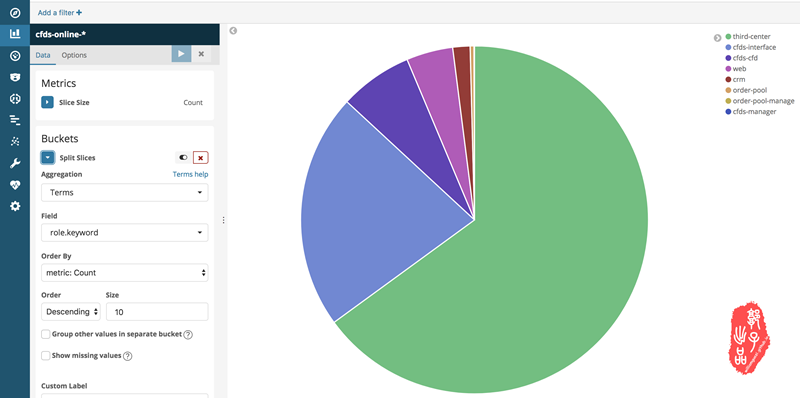 Add a filter +
cfds-online-*
Data Options
Metrics
Slice Size Count
Buckets
Split Slices
Aggregation Terms help
Terms
Field
role.keyword
Order By
metric: Count
Order Size
Descending 10
Group other values in separate bucket ?
Show missing values ?
Custom Label
third-center
cfds-interface
cfds-cfd
web
crm
order-pool
order-pool-manage
cfds-manager